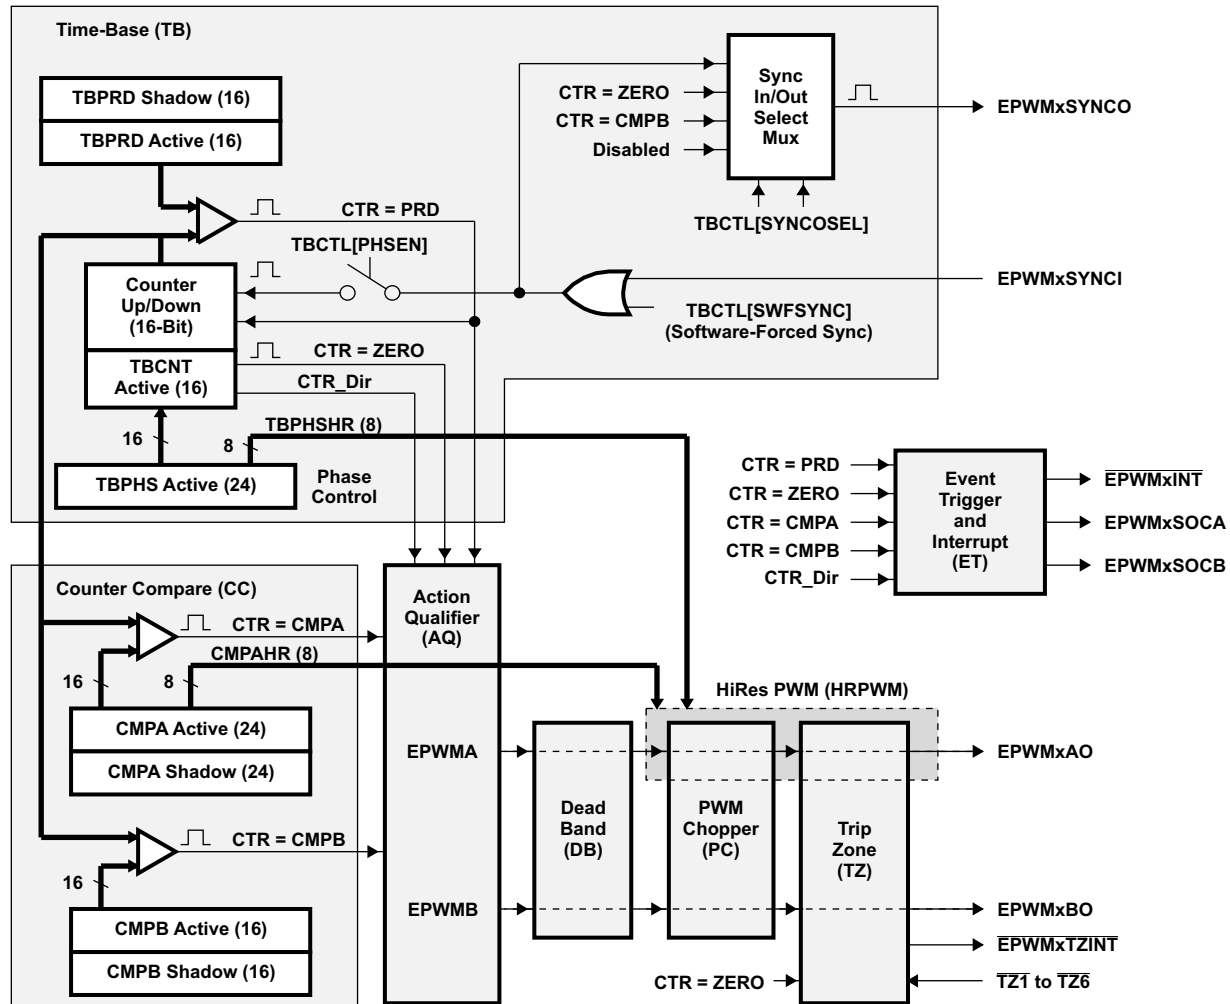 Time-Base (TB)
TBPRD Shadow (16)
TBPRD Active (16)
CTR = PRD
TBCTL[PHSEN]
Counter
Up/Down
(16-Bit)
TBCNT
Active (16)
CTR = ZERO
CTR_Dir
16
8
TBPHSHR (8)
TBPHS Active (24)
Phase
Control
CTR = ZERO
CTR = CMPB
Disabled
Sync
In/Out
Select
Mux
TBCTL[SYNCOSEL]
EPWMxSYNCO
EPWMxSYNCI
TBCTL[SWFSYNC]
(Software-Forced Sync)
CTR = PRD
CTR = ZERO
CTR = CMPA
CTR = CMPB
CTR_Dir
Event
Trigger
and
Interrupt
(ET)
EPWMxINT
EPWMxSOCA
EPWMxSOCB
Counter Compare (CC)
CTR = CMPA
16
8
CMPAHR (8)
CMPA Active (24)
CMPA Shadow (24)
CTR = CMPB
16
CMPB Active (16)
CMPB Shadow (16)
Action
Qualifier
(AQ)
EPWMA
EPWMB
HiRes PWM (HRPWM)
Dead
Band
(DB)
PWM
Chopper
(PC)
Trip
Zone
(TZ)
CTR = ZERO
EPWMxAO
EPWMxBO
EPWMxTZINT
TZ1 to TZ6